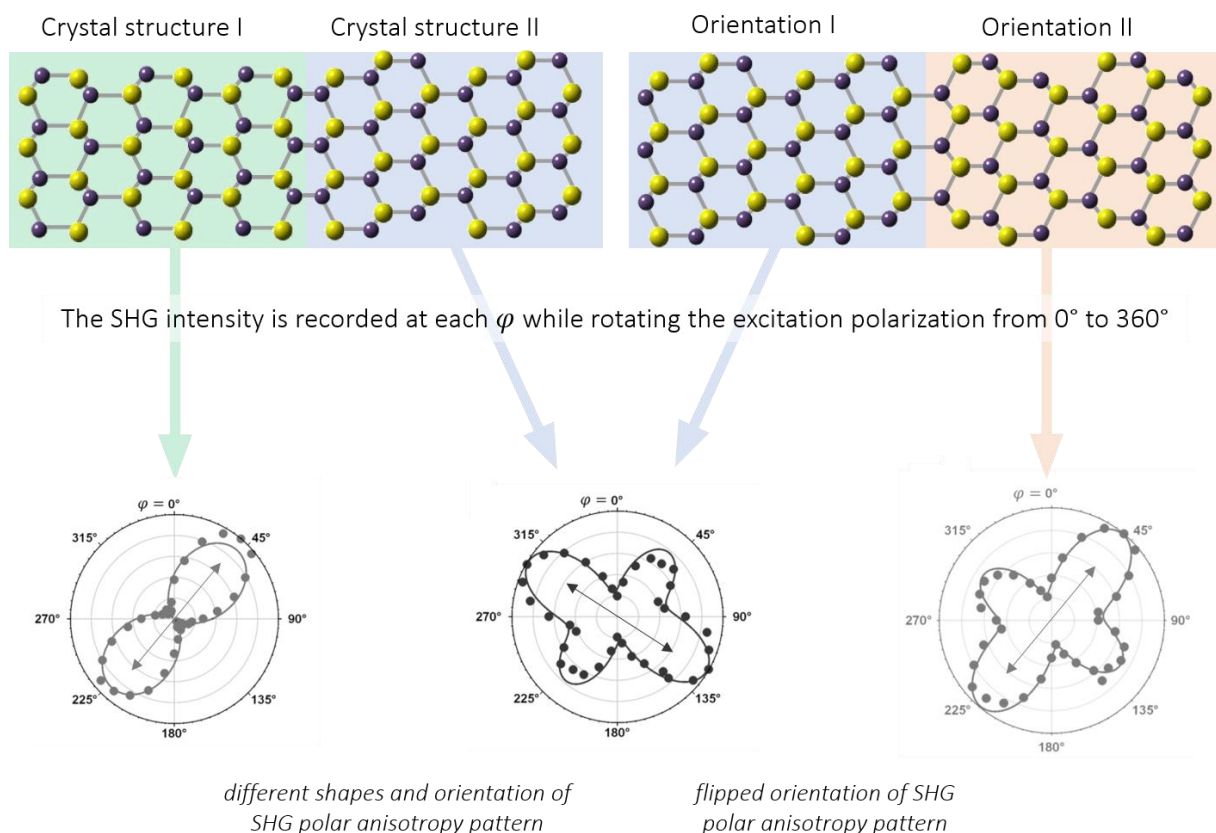 Crystal structure I
Crystal structure II
Orientation I
Orientation II
The SHG intensity is recorded at each φ while rotating the excitation polarization from 0° to 360°
φ = 0°
315°
45°
270°
90°
225°
135°
180°
φ = 0°
315°
45°
270°
90°
225°
135°
180°
φ = 0°
315°
45°
270°
90°
225°
135°
180°
different shapes and orientation of
SHG polar anisotropy pattern
flipped orientation of SHG
polar anisotropy pattern